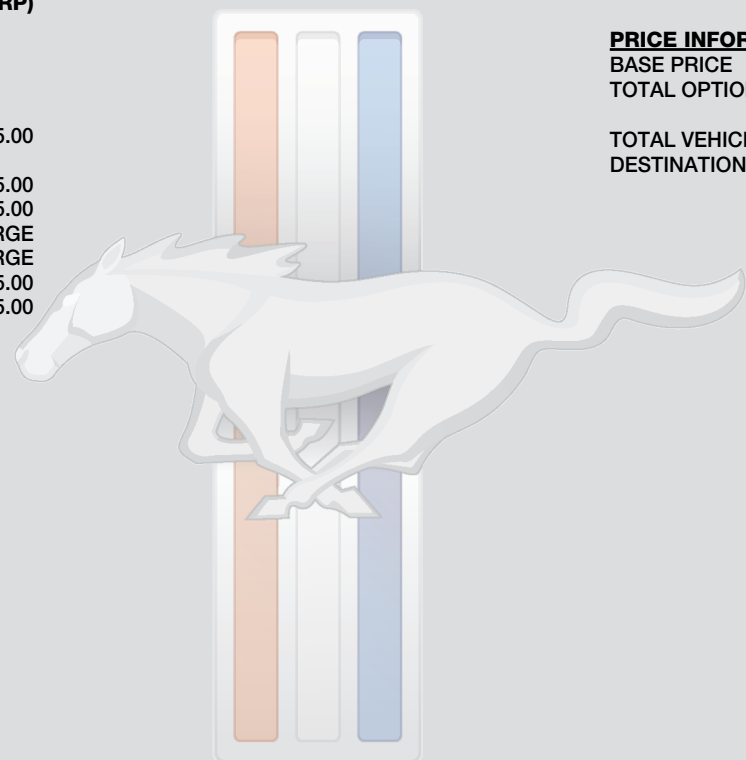 RP)
5.00
5.00
5.00
RGE
RGE
5.00
5.00
PRICE INFOR
BASE PRICE
TOTAL OPTIO
TOTAL VEHICL
DESTINATION